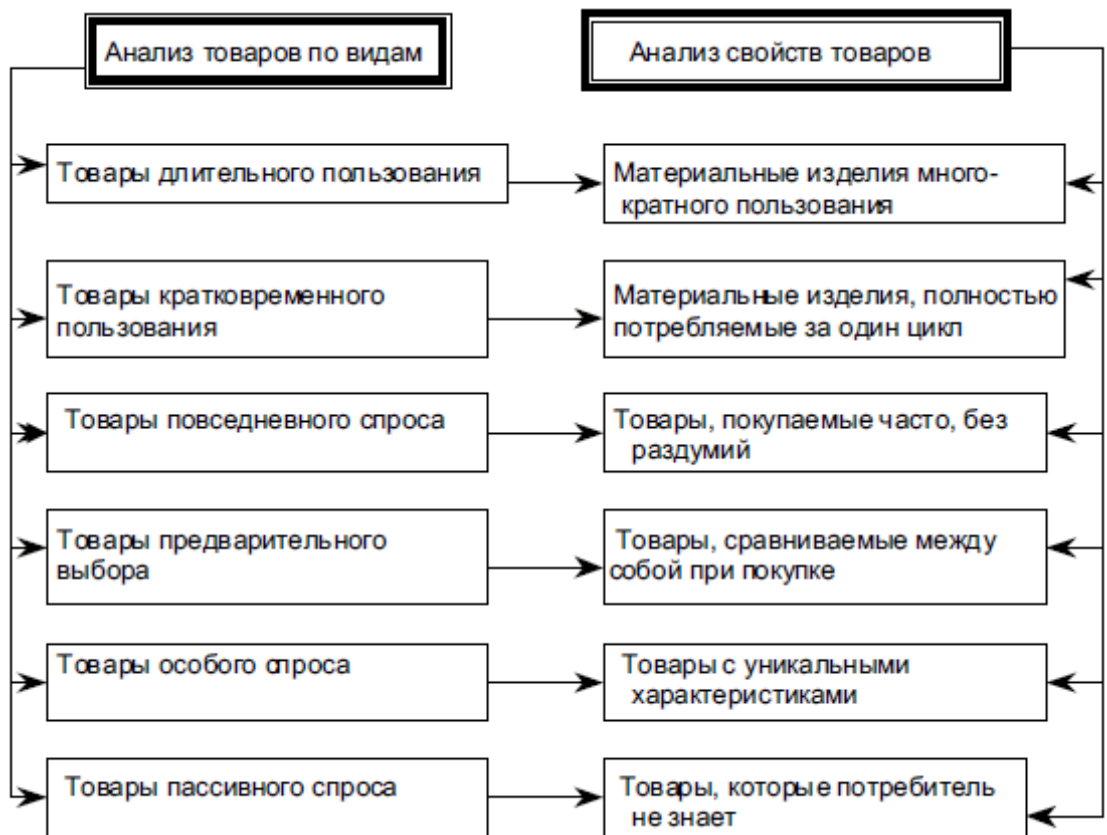 Анализ товаров по видам
Анализ свойств товаров
Товары длительного пользования
Материальные изделия много-
кратного пользования
Товары кратковременного
пользования
Материальные изделия, полностью
потребляемые за один цикл
Товары повседневного спроса
Товары, покупаемые часто, без
раздумий
Товары предварительного
выбора
Товары, сравниваемые между
собой при покупке
Товары особого спроса
Товары с уникальными
характеристиками
Товары пассивного спроса
Товары, которые потребитель
не знает